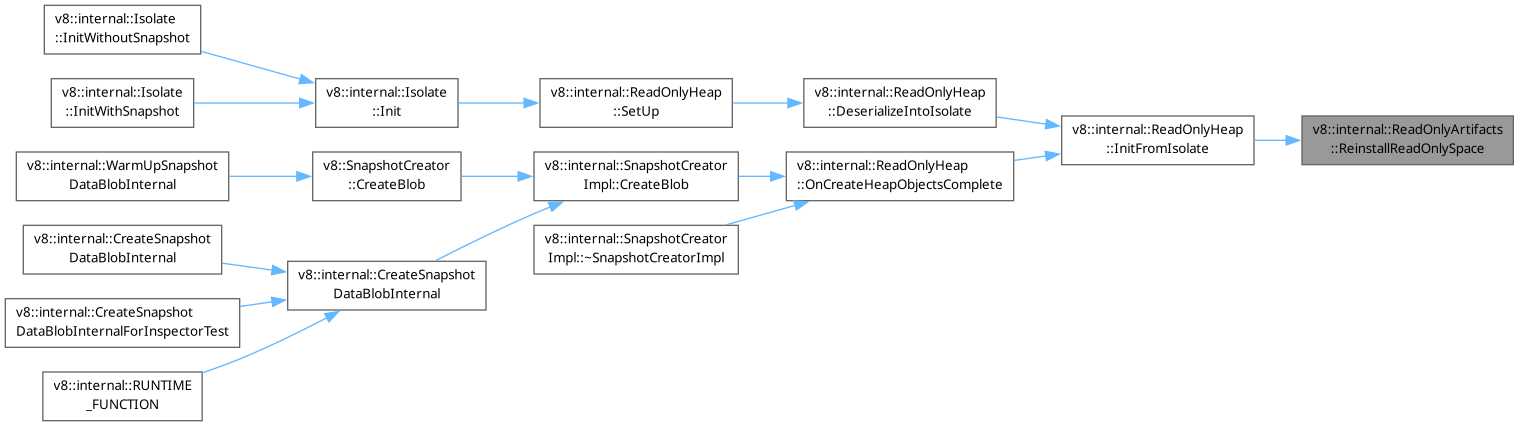 v8::internal::Isolate
::InitWithoutSnapshot
v8::internal::Isolate
::InitWithSnapshot
v8::internal::WarmUpSnapshot
DataBlobInternal
v8::internal::CreateSnapshot
DataBlobInternal
v8::internal::CreateSnapshot
DataBlobInternalForInspectorTest
v8::internal::RUNTIME
_FUNCTION
v8::internal::Isolate
::Init
v8::SnapshotCreator
::CreateBlob
v8::internal::CreateSnapshot
DataBlobInternal
v8::internal::ReadOnlyHeap
::SetUp
v8::internal::SnapshotCreator
Impl::CreateBlob
v8::internal::SnapshotCreator
Impl::~SnapshotCreatorImpl
v8::internal::ReadOnlyHeap
::DeserializeIntoIsolate
v8::internal::ReadOnlyHeap
::OnCreateHeapObjectsComplete
v8::internal::ReadOnlyHeap
::InitFromIsolate
v8::internal::ReadOnlyArtifacts
::ReinstallReadOnlySpace